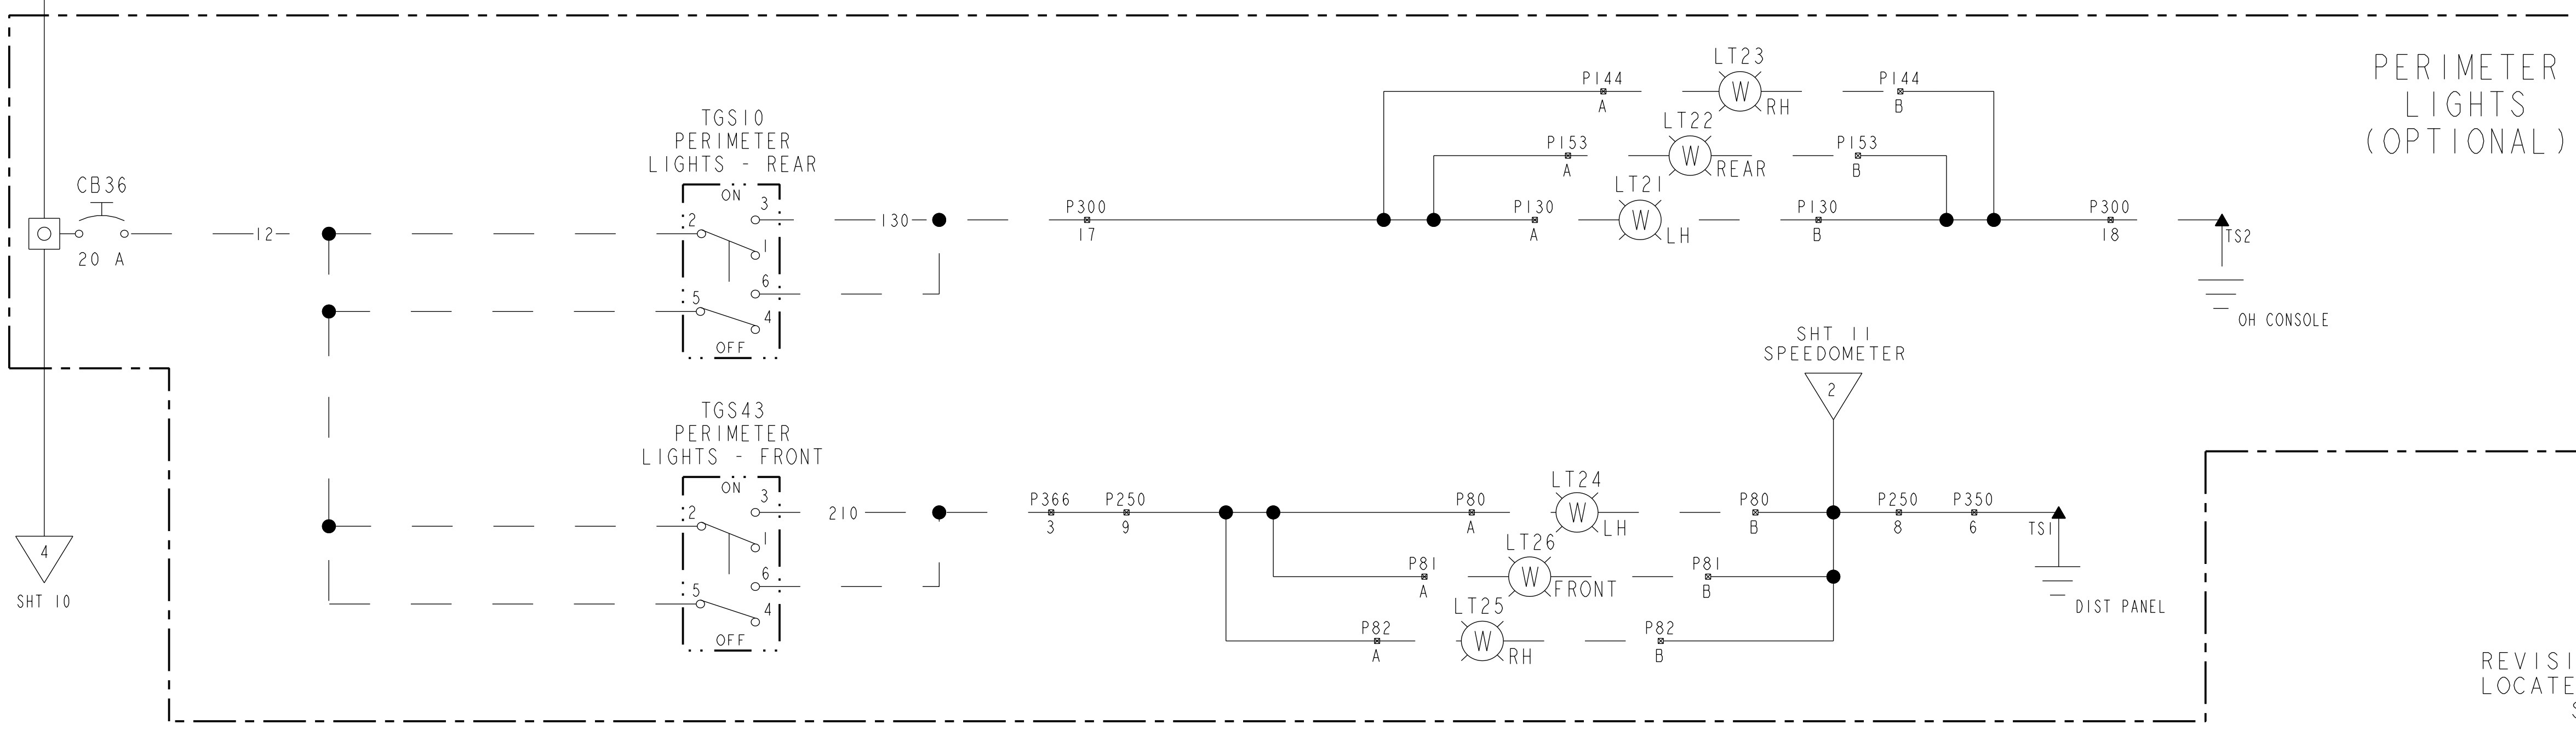 PERIMETER
LIGHTS
(OPTIONAL)
LT23
P144
A
W
RH
P144
B
LT22
P153
A
W
REAR
P153
B
LT21
P130
A
W
LH
P130
B
TGS10
PERIMETER
LIGHTS - REAR
ON
2
3
1
6
5
4
OFF
CB36
20 A
12
130
P300
17
P300
18
TS2
OH CONSOLE
SHT 11
SPEEDOMETER
2
TGS43
PERIMETER
LIGHTS - FRONT
ON
2
3
1
6
5
4
OFF
210
P366
3
P250
9
LT24
P80
A
W
LH
P80
B
P250
8
P350
6
TS1
DIST PANEL
LT26
P81
A
W
FRONT
P81
B
LT25
P82
A
W
RH
P82
B
4
SHT 10
REVISI
LOCATE